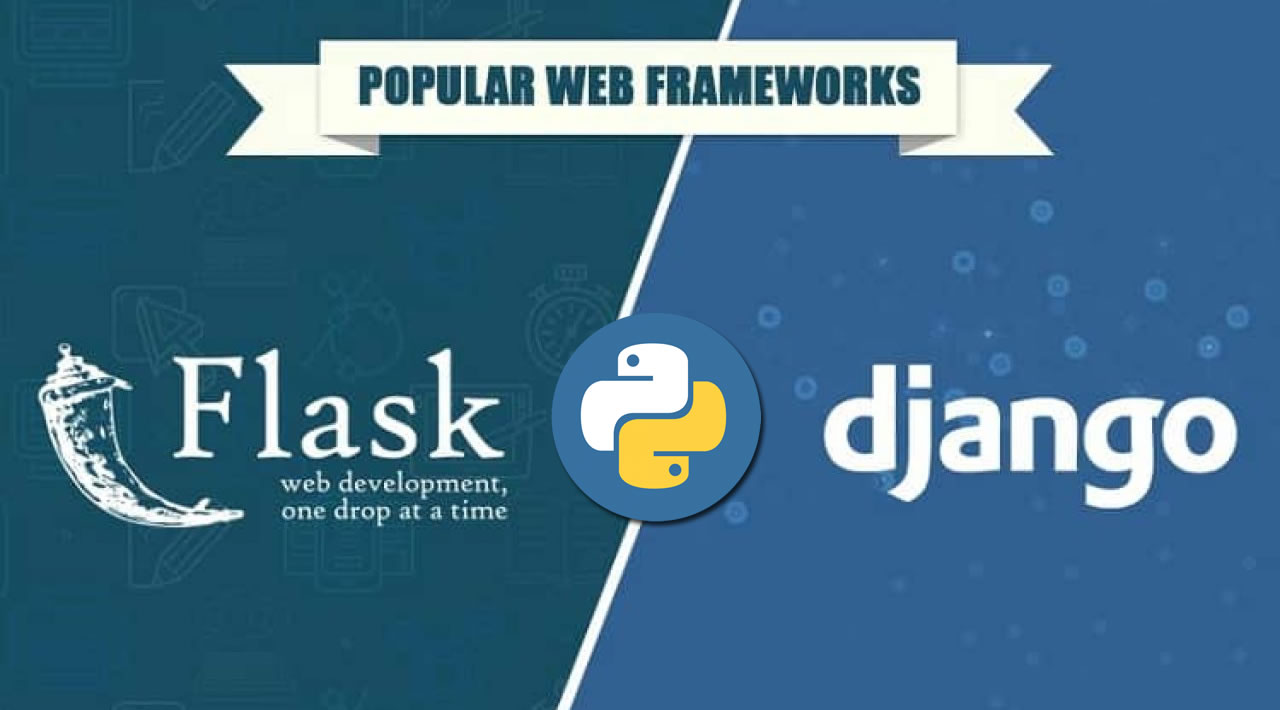 POPULAR WEB FRAMEWORKS
Flask
web development,
one drop at a time
django